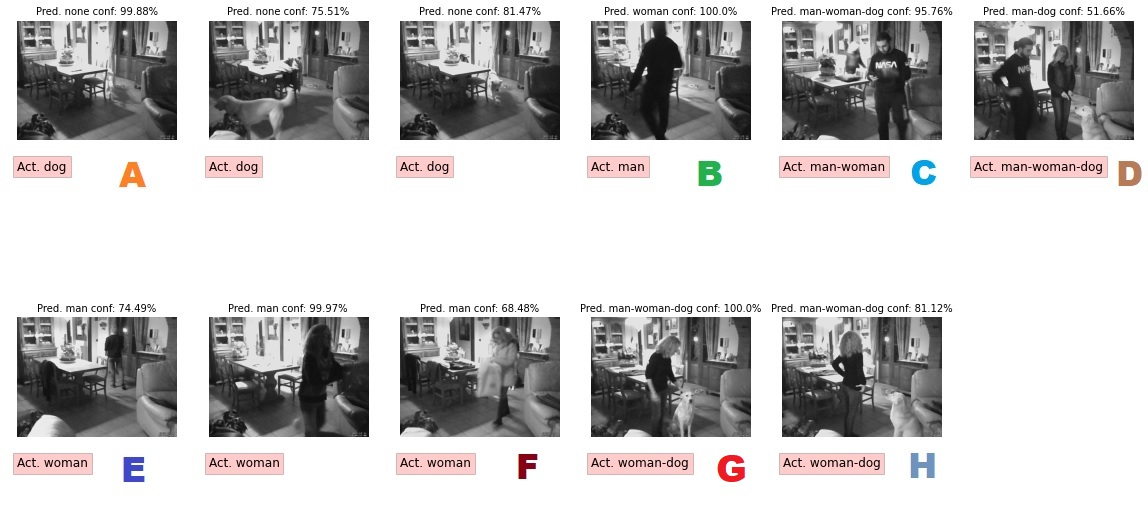 Pred. none conf: 99.88%
Pred. none conf: 75.51%
Pred. none conf: 81.47%
Pred. woman conf: 100.0%
Pred. man-woman-dog conf: 95.76%
Pred. man-dog conf: 51.66%
NASA
NASA
Act. dog
A
Act. dog
Act. dog
Act. man
B
Act. man-woman
C
Act. man-woman-dog
D
Pred. man conf: 74.49%
Pred. man conf: 99.97%
Pred. man conf: 68.48%
Pred. man-woman-dog conf: 100.0%
Pred. man-woman-dog conf: 81.12%
Act. woman
E
Act. woman
Act. woman
F
Act. woman-dog
G
Act. woman-dog
H